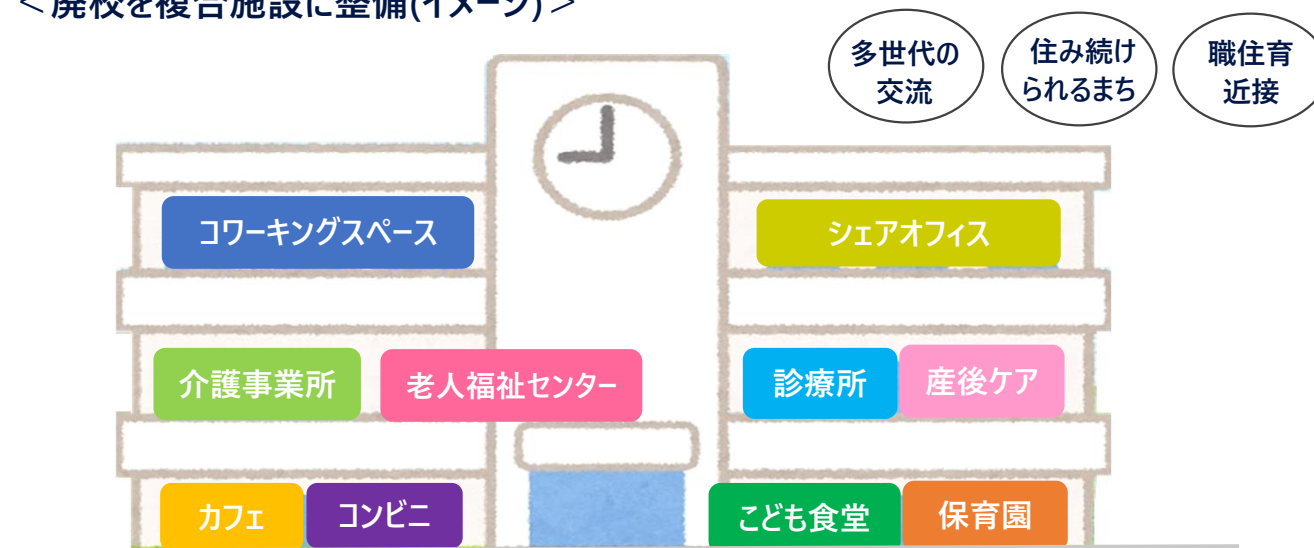 ＜廃校を複合施設に整備(イメージ)＞
多世代の
交流
住み続け
られるまち
職住育
近接
コワーキングスペース
シェアオフィス
介護事業所
老人福祉センター
診療所
産後ケア
カフェ
コンビニ
こども食堂
保育園